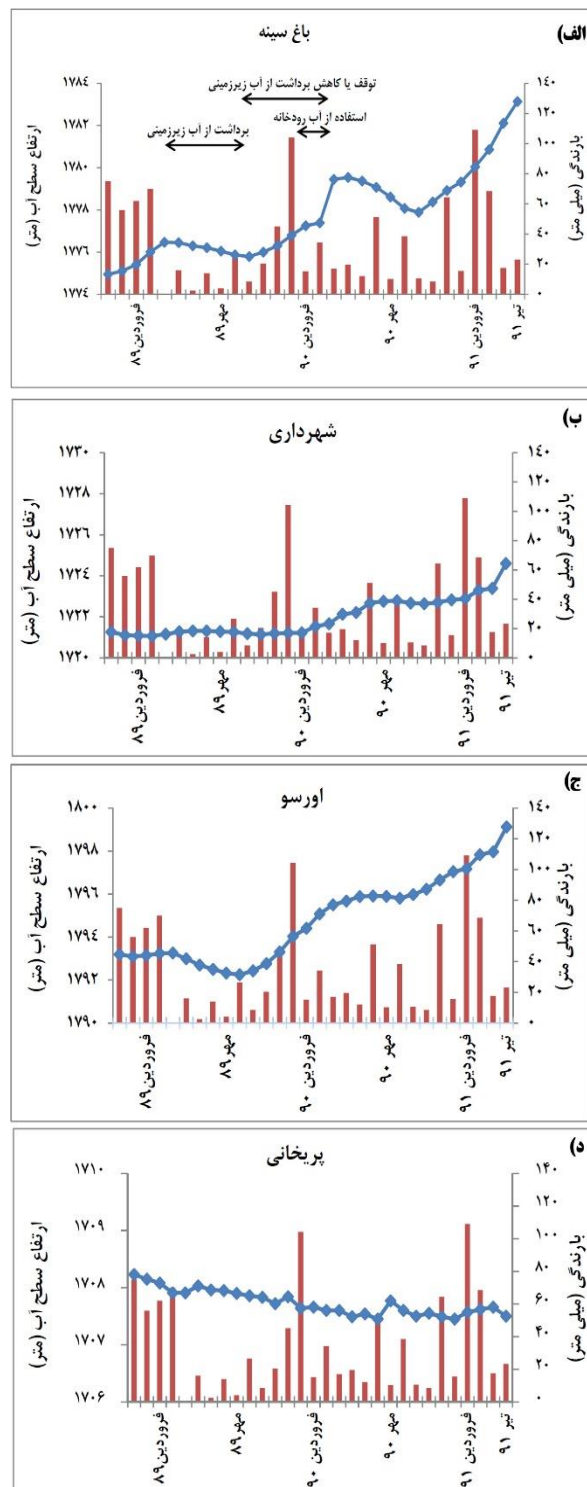 الف)
باغ سینه
ارتفاع سطح آب (متر)
۱۷۸۴
۱۷۸۲
۱۷۸۰
۱۷۷۸
۱۷۷۶
۱۷۷۴
توقف یا کاهش برداشت از آب زیرزمینی
برداشت از آب زیرزمینی
استفاده از آب رودخانه
۱۴۰
۱۲۰
۱۰۰
۸۰
۶۰
۴۰
۲۰
۰
بارندگی (میلی متر)
فروردین ۸۹
مهر ۸۹
فروردین ۹۰
مهر ۹۰
فروردین ۹۱
تیر ۹۱
ب)
شهرداری
ارتفاع سطح آب (متر)
۱۷۳۰
۱۷۲۸
۱۷۲۶
۱۷۲۴
۱۷۲۲
۱۷۲۰
۱۴۰
۱۲۰
۱۰۰
۸۰
۶۰
۴۰
۲۰
۰
بارندگی (میلی متر)
فروردین ۸۹
مهر ۸۹
فروردین ۹۰
مهر ۹۰
فروردین ۹۱
تیر ۹۱
ج)
اورسو
ارتفاع سطح آب (متر)
۱۸۰۰
۱۷۹۸
۱۷۹۶
۱۷۹۴
۱۷۹۲
۱۷۹۰
۱۴۰
۱۲۰
۱۰۰
۸۰
۶۰
۴۰
۲۰
۰
بارندگی (میلی متر)
فروردین ۸۹
مهر ۸۹
فروردین ۹۰
مهر ۹۰
فروردین ۹۱
تیر ۹۱
د)
پریخانی
ارتفاع سطح آب (متر)
۱۷۱۰
۱۷۰۹
۱۷۰۸
۱۷۰۷
۱۷۰۶
۱۴۰
۱۲۰
۱۰۰
۸۰
۶۰
۴۰
۲۰
۰
بارندگی (میلی متر)
فروردین ۸۹
مهر ۸۹
فروردین ۹۰
مهر ۹۰
فروردین ۹۱
تیر ۹۱